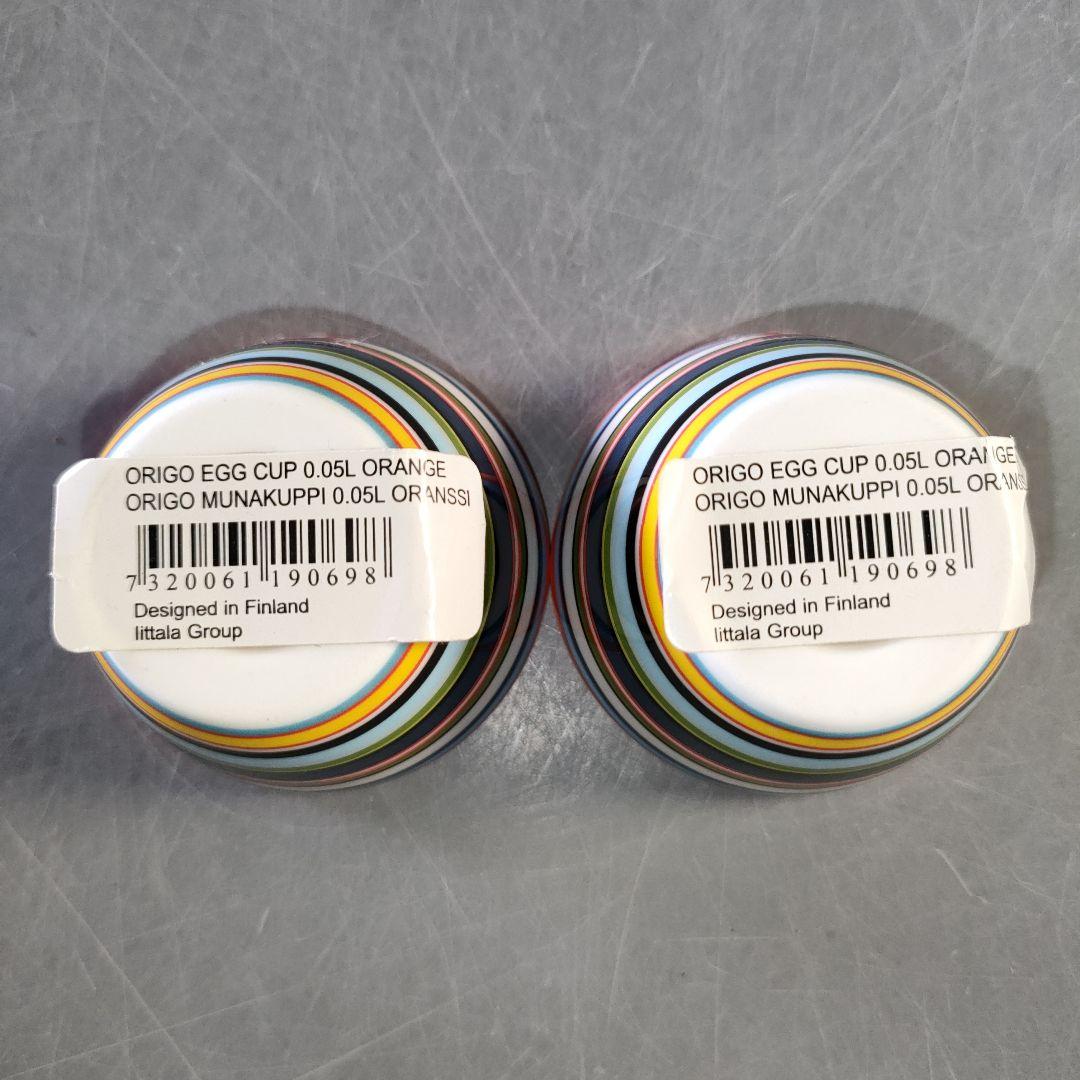 ORIGO EGG CUP 0.05L ORANGE
ORIGO MUNAKUPPI 0.05L ORANSSI
7 320061 190698
Designed in Finland
Iittala Group
ORIGO EGG CUP 0.05L ORANGE
ORIGO MUNAKUPPI 0.05L ORANSSI
7 320061 190698
Designed in Finland
Iittala Group